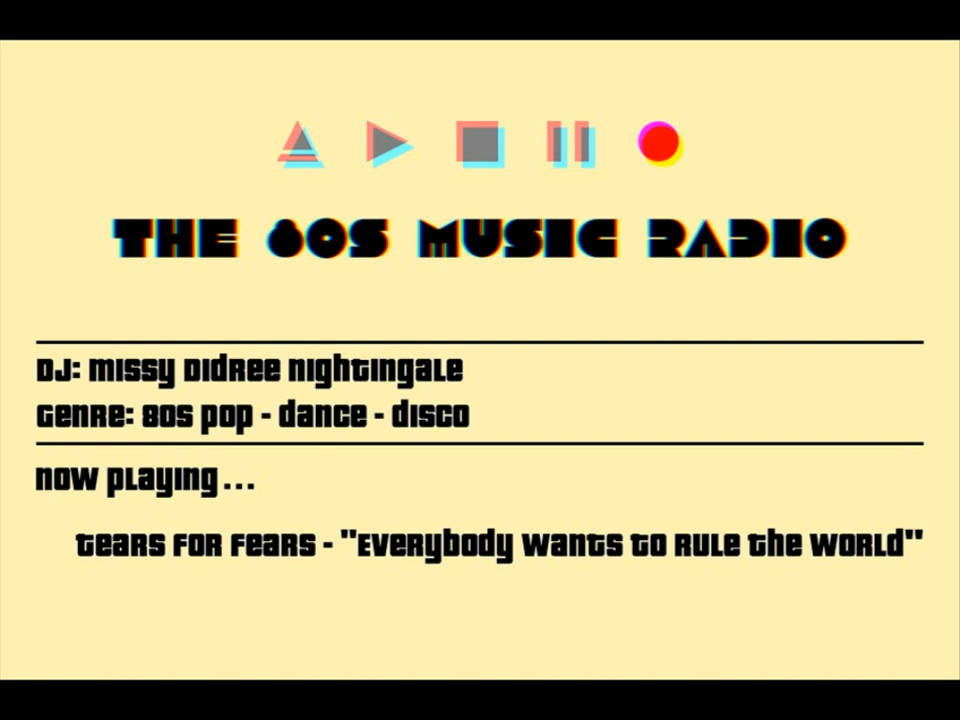 THE 80S MUSIC RADIO
DJ: Missy Didree Nightingale
Genre: 80s pop - dance - disco
now playing...
Tears for Fears - "Everybody wants to rule the world"